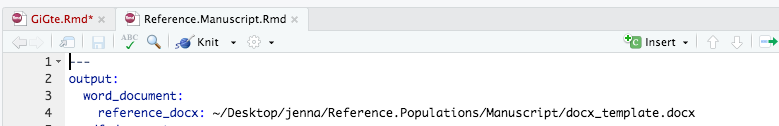 GiGte.Rmd* Reference.Manuscript.Rmd
ABC Knit Insert
1 ---
2 output:
3 word_document:
4 reference_docx: ~/Desktop/jenna/Reference.Populations/Manuscript/docx_template.docx